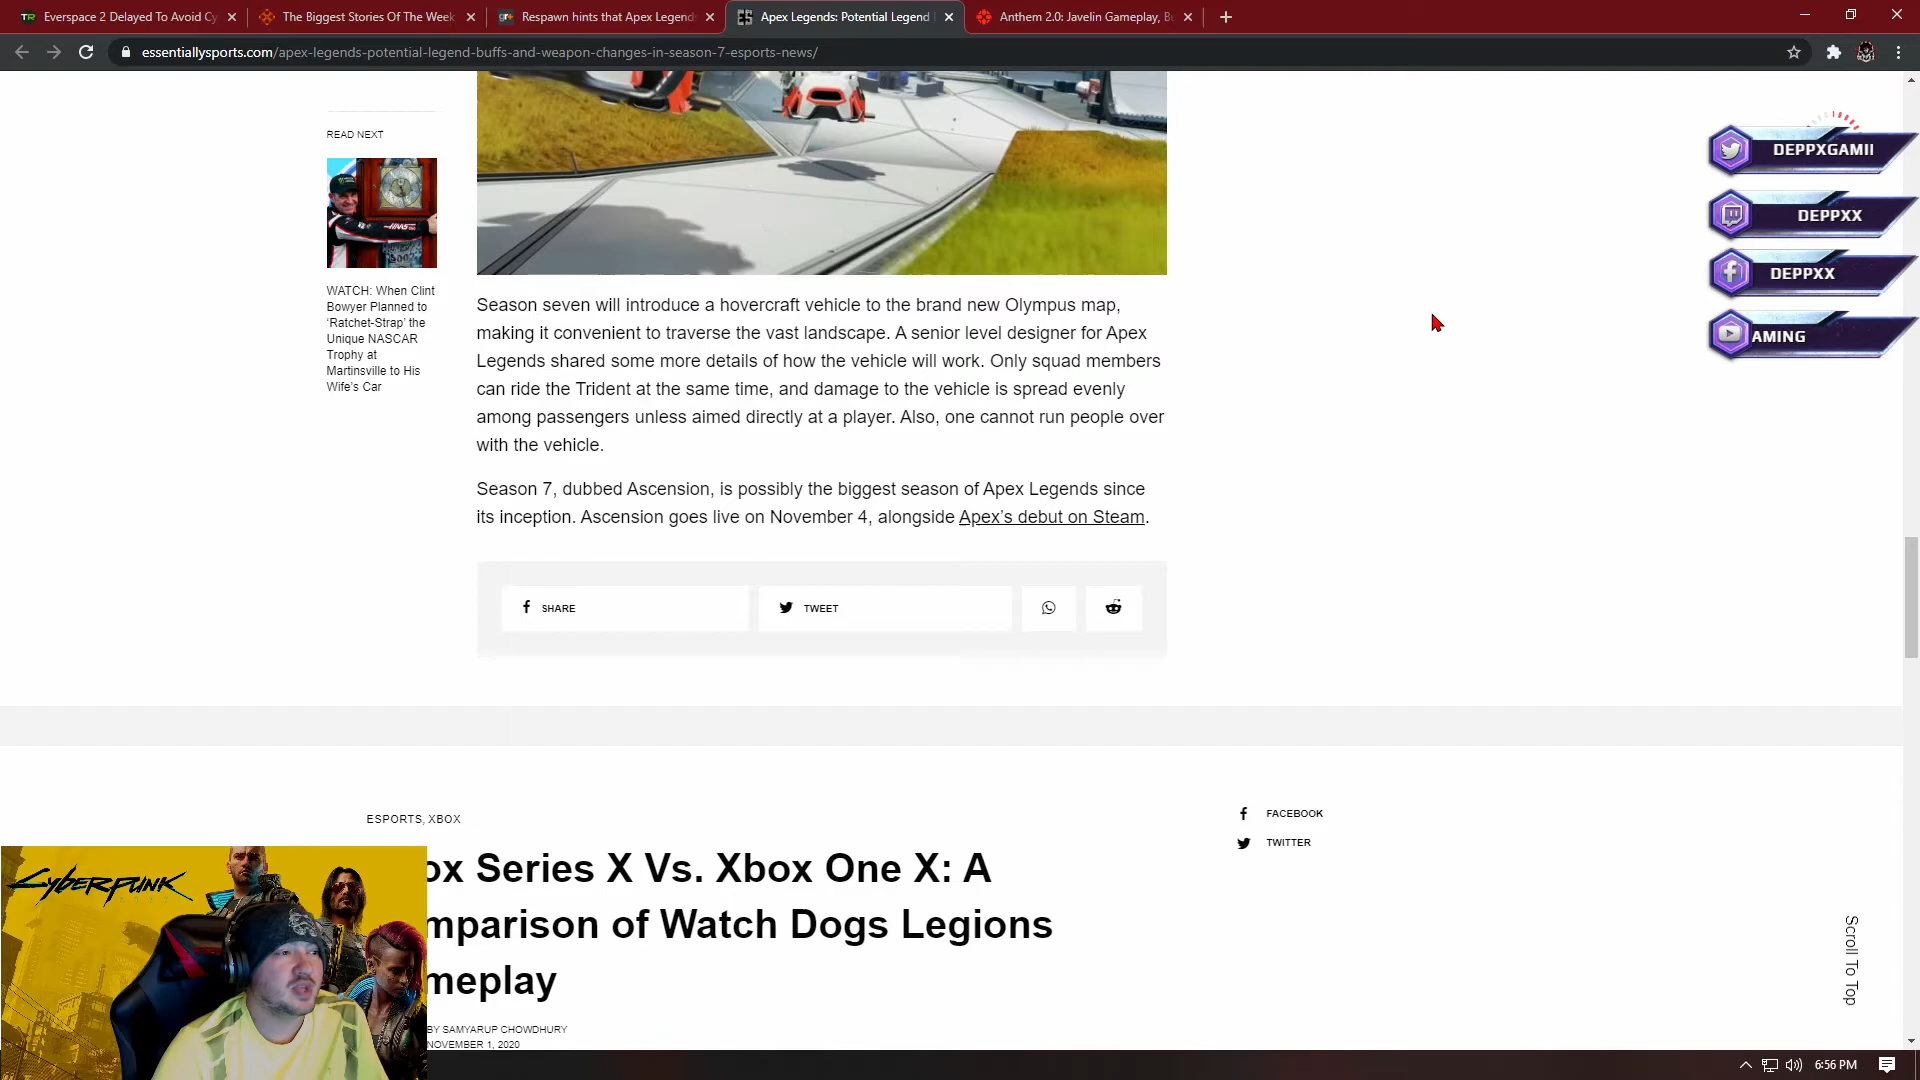 Everspace 2 Delayed To Avoid Cy
The Biggest Stories Of The Week
Respawn hints that Apex Legend
Apex Legends: Potential Legend
Anthem 2.0: Javelin Gameplay, Bu
essentiallysports.com/apex-legends-potential-legend-buffs-and-weapon-changes-in-season-7-esports-news/
READ NEXT
WATCH: When Clint
Bowyer Planned to
‘Ratchet-Strap’ the
Unique NASCAR
Trophy at
Martinsville to His
Wife’s Car
DEPPXGAMII
DEPPXX
DEPPXX
AMING
Season seven will introduce a hovercraft vehicle to the brand new Olympus map,
making it convenient to traverse the vast landscape. A senior level designer for Apex
Legends shared some more details of how the vehicle will work. Only squad members
can ride the Trident at the same time, and damage to the vehicle is spread evenly
among passengers unless aimed directly at a player. Also, one cannot run people over
with the vehicle.
Season 7, dubbed Ascension, is possibly the biggest season of Apex Legends since
its inception. Ascension goes live on November 4, alongside Apex’s debut on Steam.
SHARE
TWEET
ESPORTS, XBOX
ox Series X Vs. Xbox One X: A
mparison of Watch Dogs Legions
meplay
BY SAMYARUP CHOWDHURY
NOVEMBER 1, 2020
FACEBOOK
TWITTER
Scroll To Top
CYBERPUNK
6:56 PM